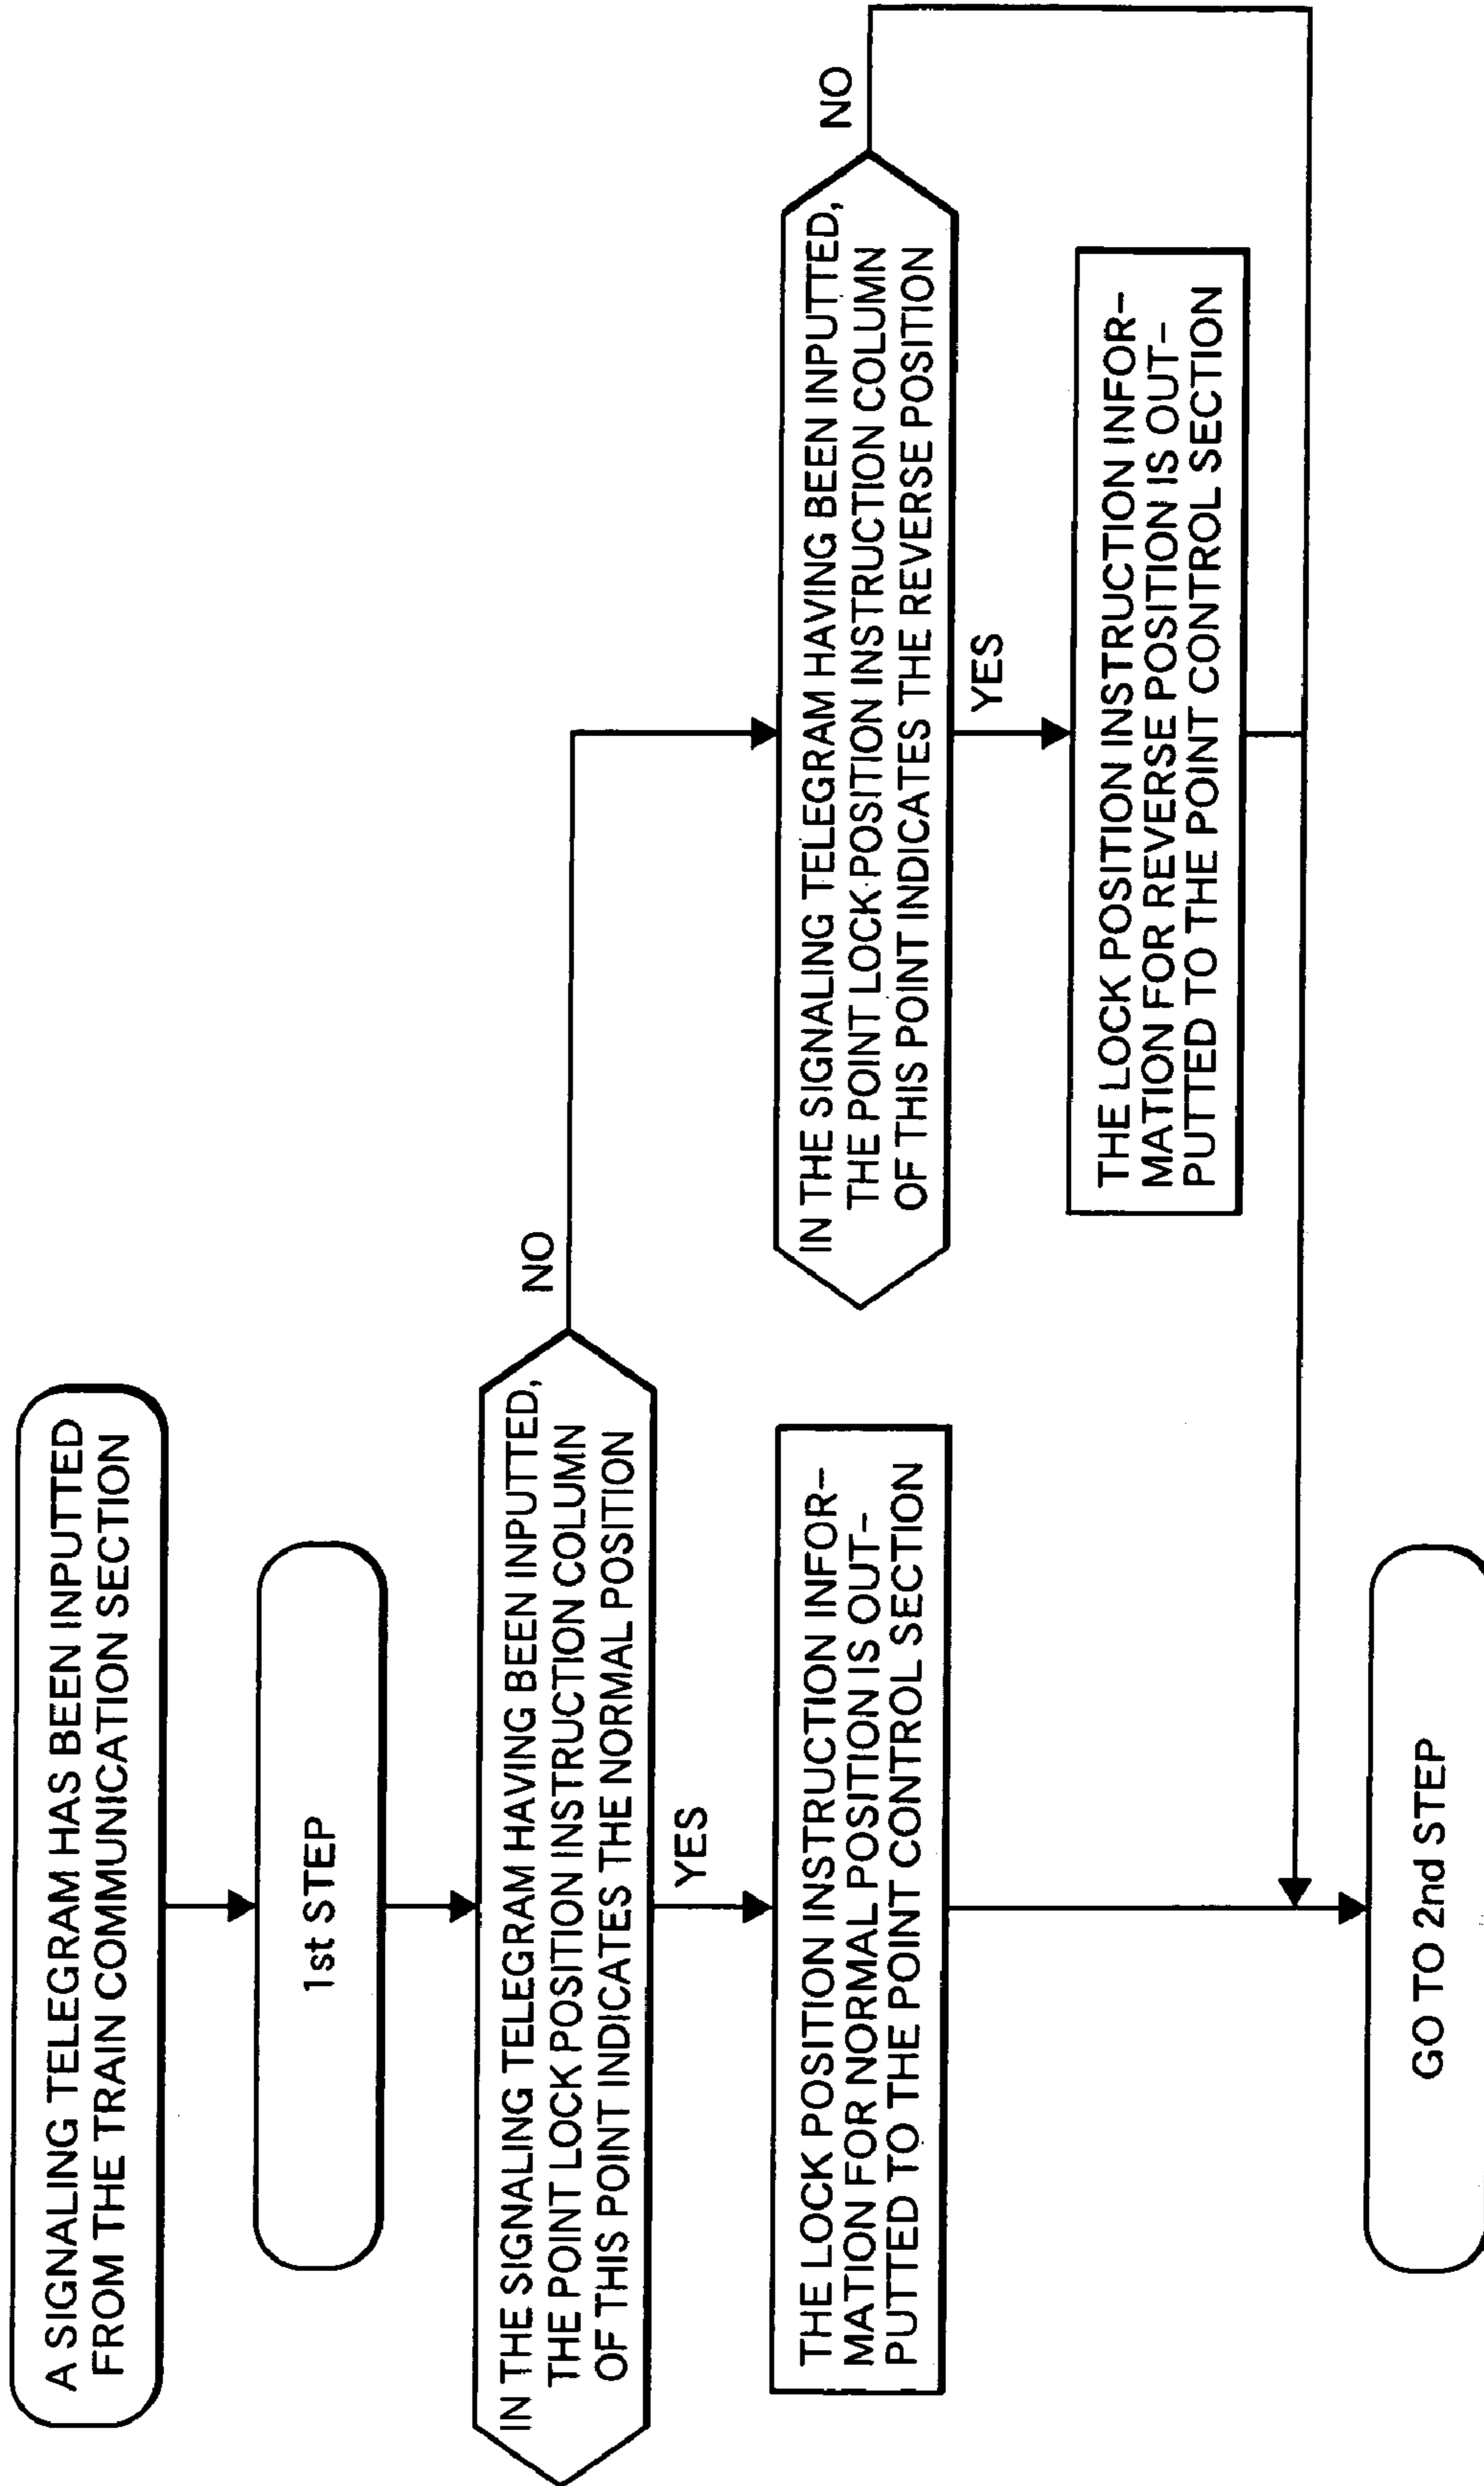 A SIGNALING TELEGRAM HAS BEEN INPUTTED
FROM THE TRAIN COMMUNICATION SECTION
1st STEP
IN THE SIGNALING TELEGRAM HAVING BEEN INPUTTED,
THE POINT LOCK POSITION INSTRUCTION COLUMN
OF THIS POINT INDICATES THE NORMAL POSITION
NO
YES
THE LOCK POSITION INSTRUCTION INFOR-
MATION FOR NORMAL POSITION IS OUT-
PUTTED TO THE POINT CONTROL SECTION
IN THE SIGNALING TELEGRAM HAVING BEEN INPUTTED,
THE POINT LOCK POSITION INSTRUCTION COLUMN
OF THIS POINT INDICATES THE REVERSE POSITION
NO
YES
THE LOCK POSITION INSTRUCTION INFOR-
MATION FOR REVERSE POSITION IS OUT-
PUTTED TO THE POINT CONTROL SECTION
GO TO 2nd STEP